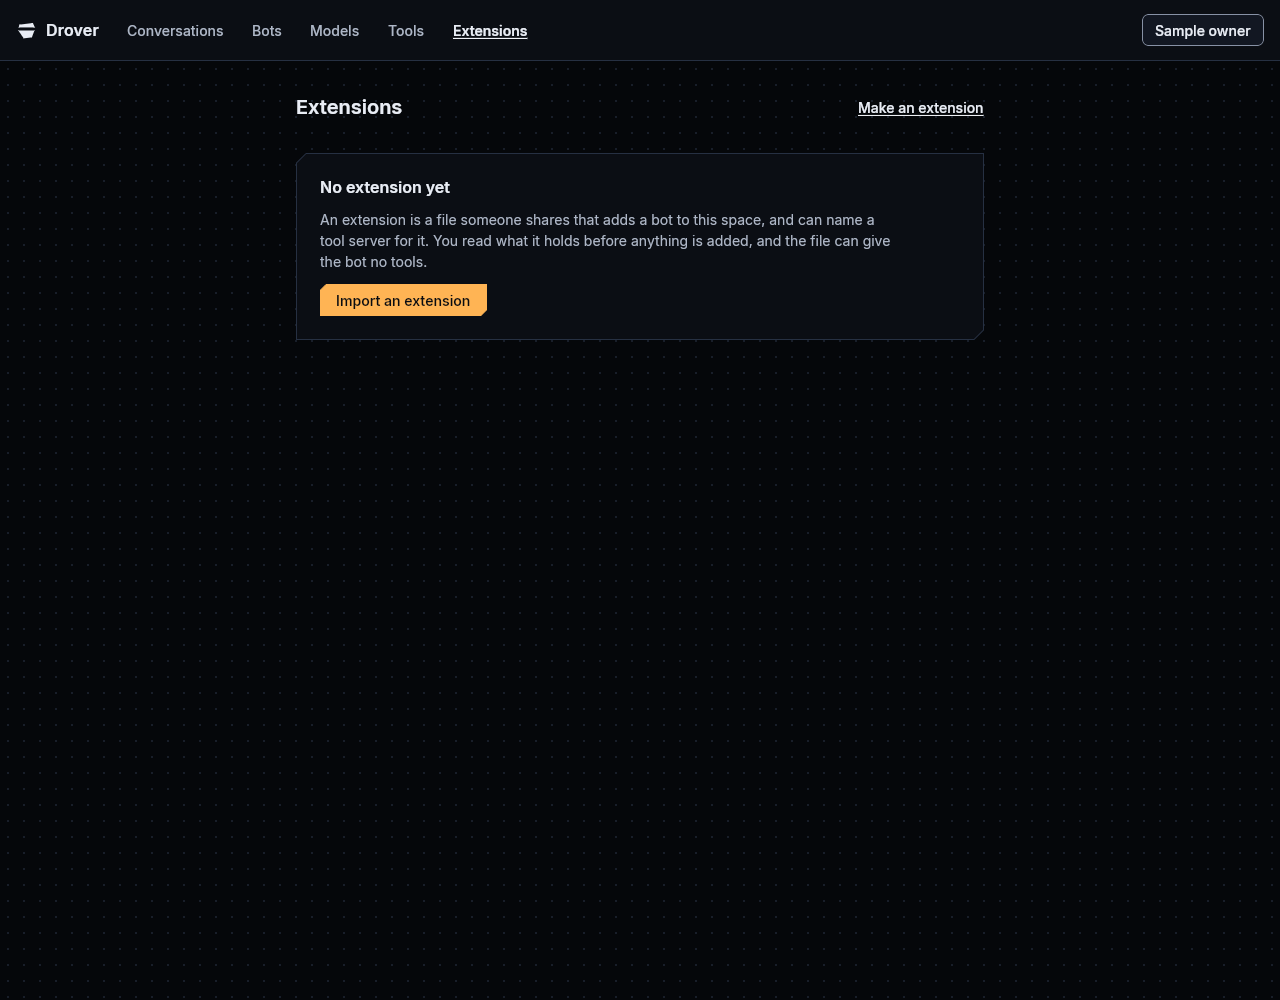 Drover
Conversations
Bots
Models
Tools
Extensions
Sample owner
Extensions
Make an extension
No extension yet
An extension is a file someone shares that adds a bot to this space, and can name a
tool server for it. You read what it holds before anything is added, and the file can give
the bot no tools.
Import an extension